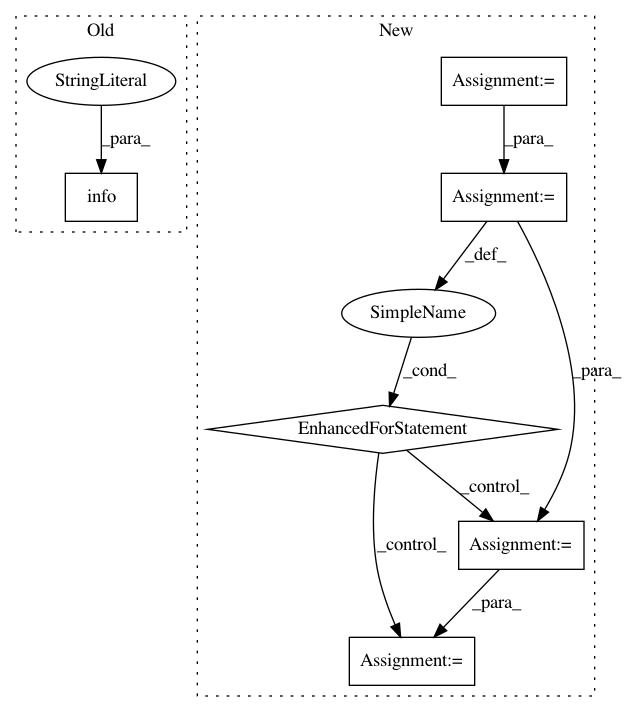 Old
New
StringLiteral
Assignment:=
_para_
_para_
info
Assignment:=
_def_
SimpleName
_cond_
_para_
EnhancedForStatement
_control_
_control_
Assignment:=
_para_
Assignment:=